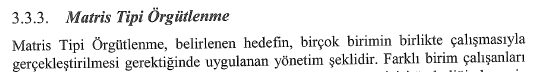 3.3.3. Matris Tipi Örgütlenme
Matris Tipi Örgütlenme, belirlenen hedefin, birçok birimin birlikte çalışmasıyla
gerçekleştirilmesi gerektiğinde uygulanan yönetim şeklidir. Farklı birim çalışanları